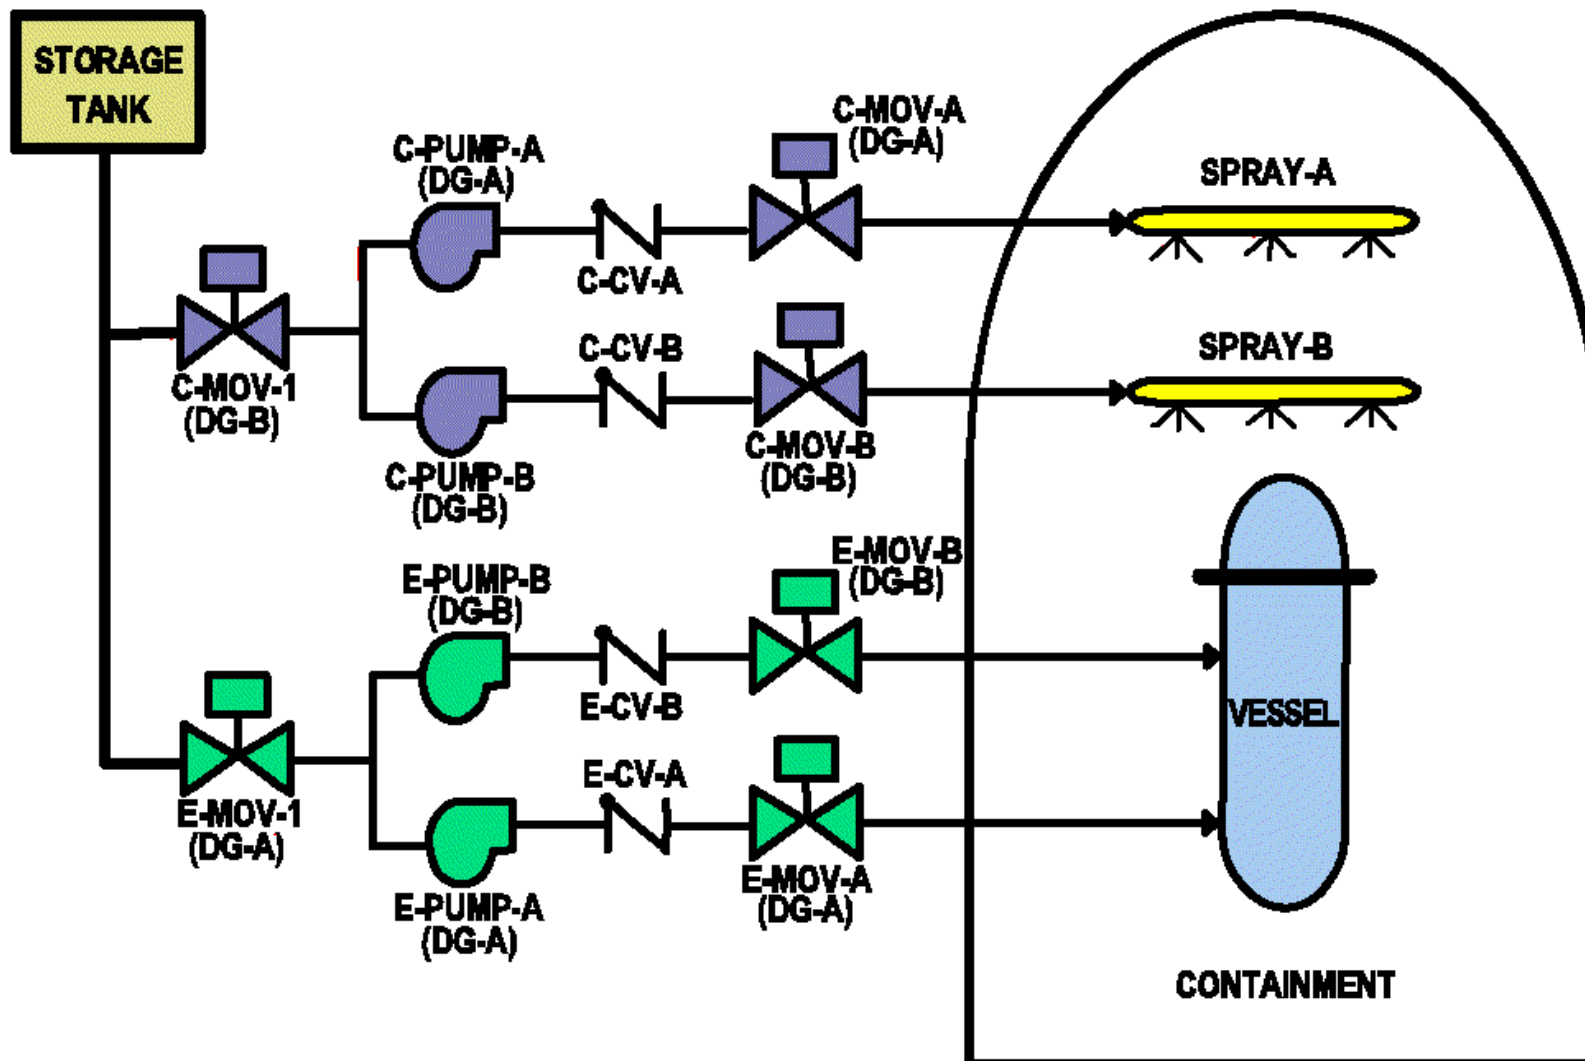 STORAGE
TANK
C-PUMP-A
(DG-A)
C-MOV-A
(DG-A)
SPRAY-A
C-CV-A
C-MOV-1
(DG-B)
C-CV-B
SPRAY-B
C-PUMP-B
(DG-B)
C-MOV-B
(DG-B)
E-PUMP-B
(DG-B)
E-MOV-B
(DG-B)
E-CV-B
VESSEL
E-MOV-1
(DG-A)
E-CV-A
E-PUMP-A
(DG-A)
E-MOV-A
(DG-A)
CONTAINMENT